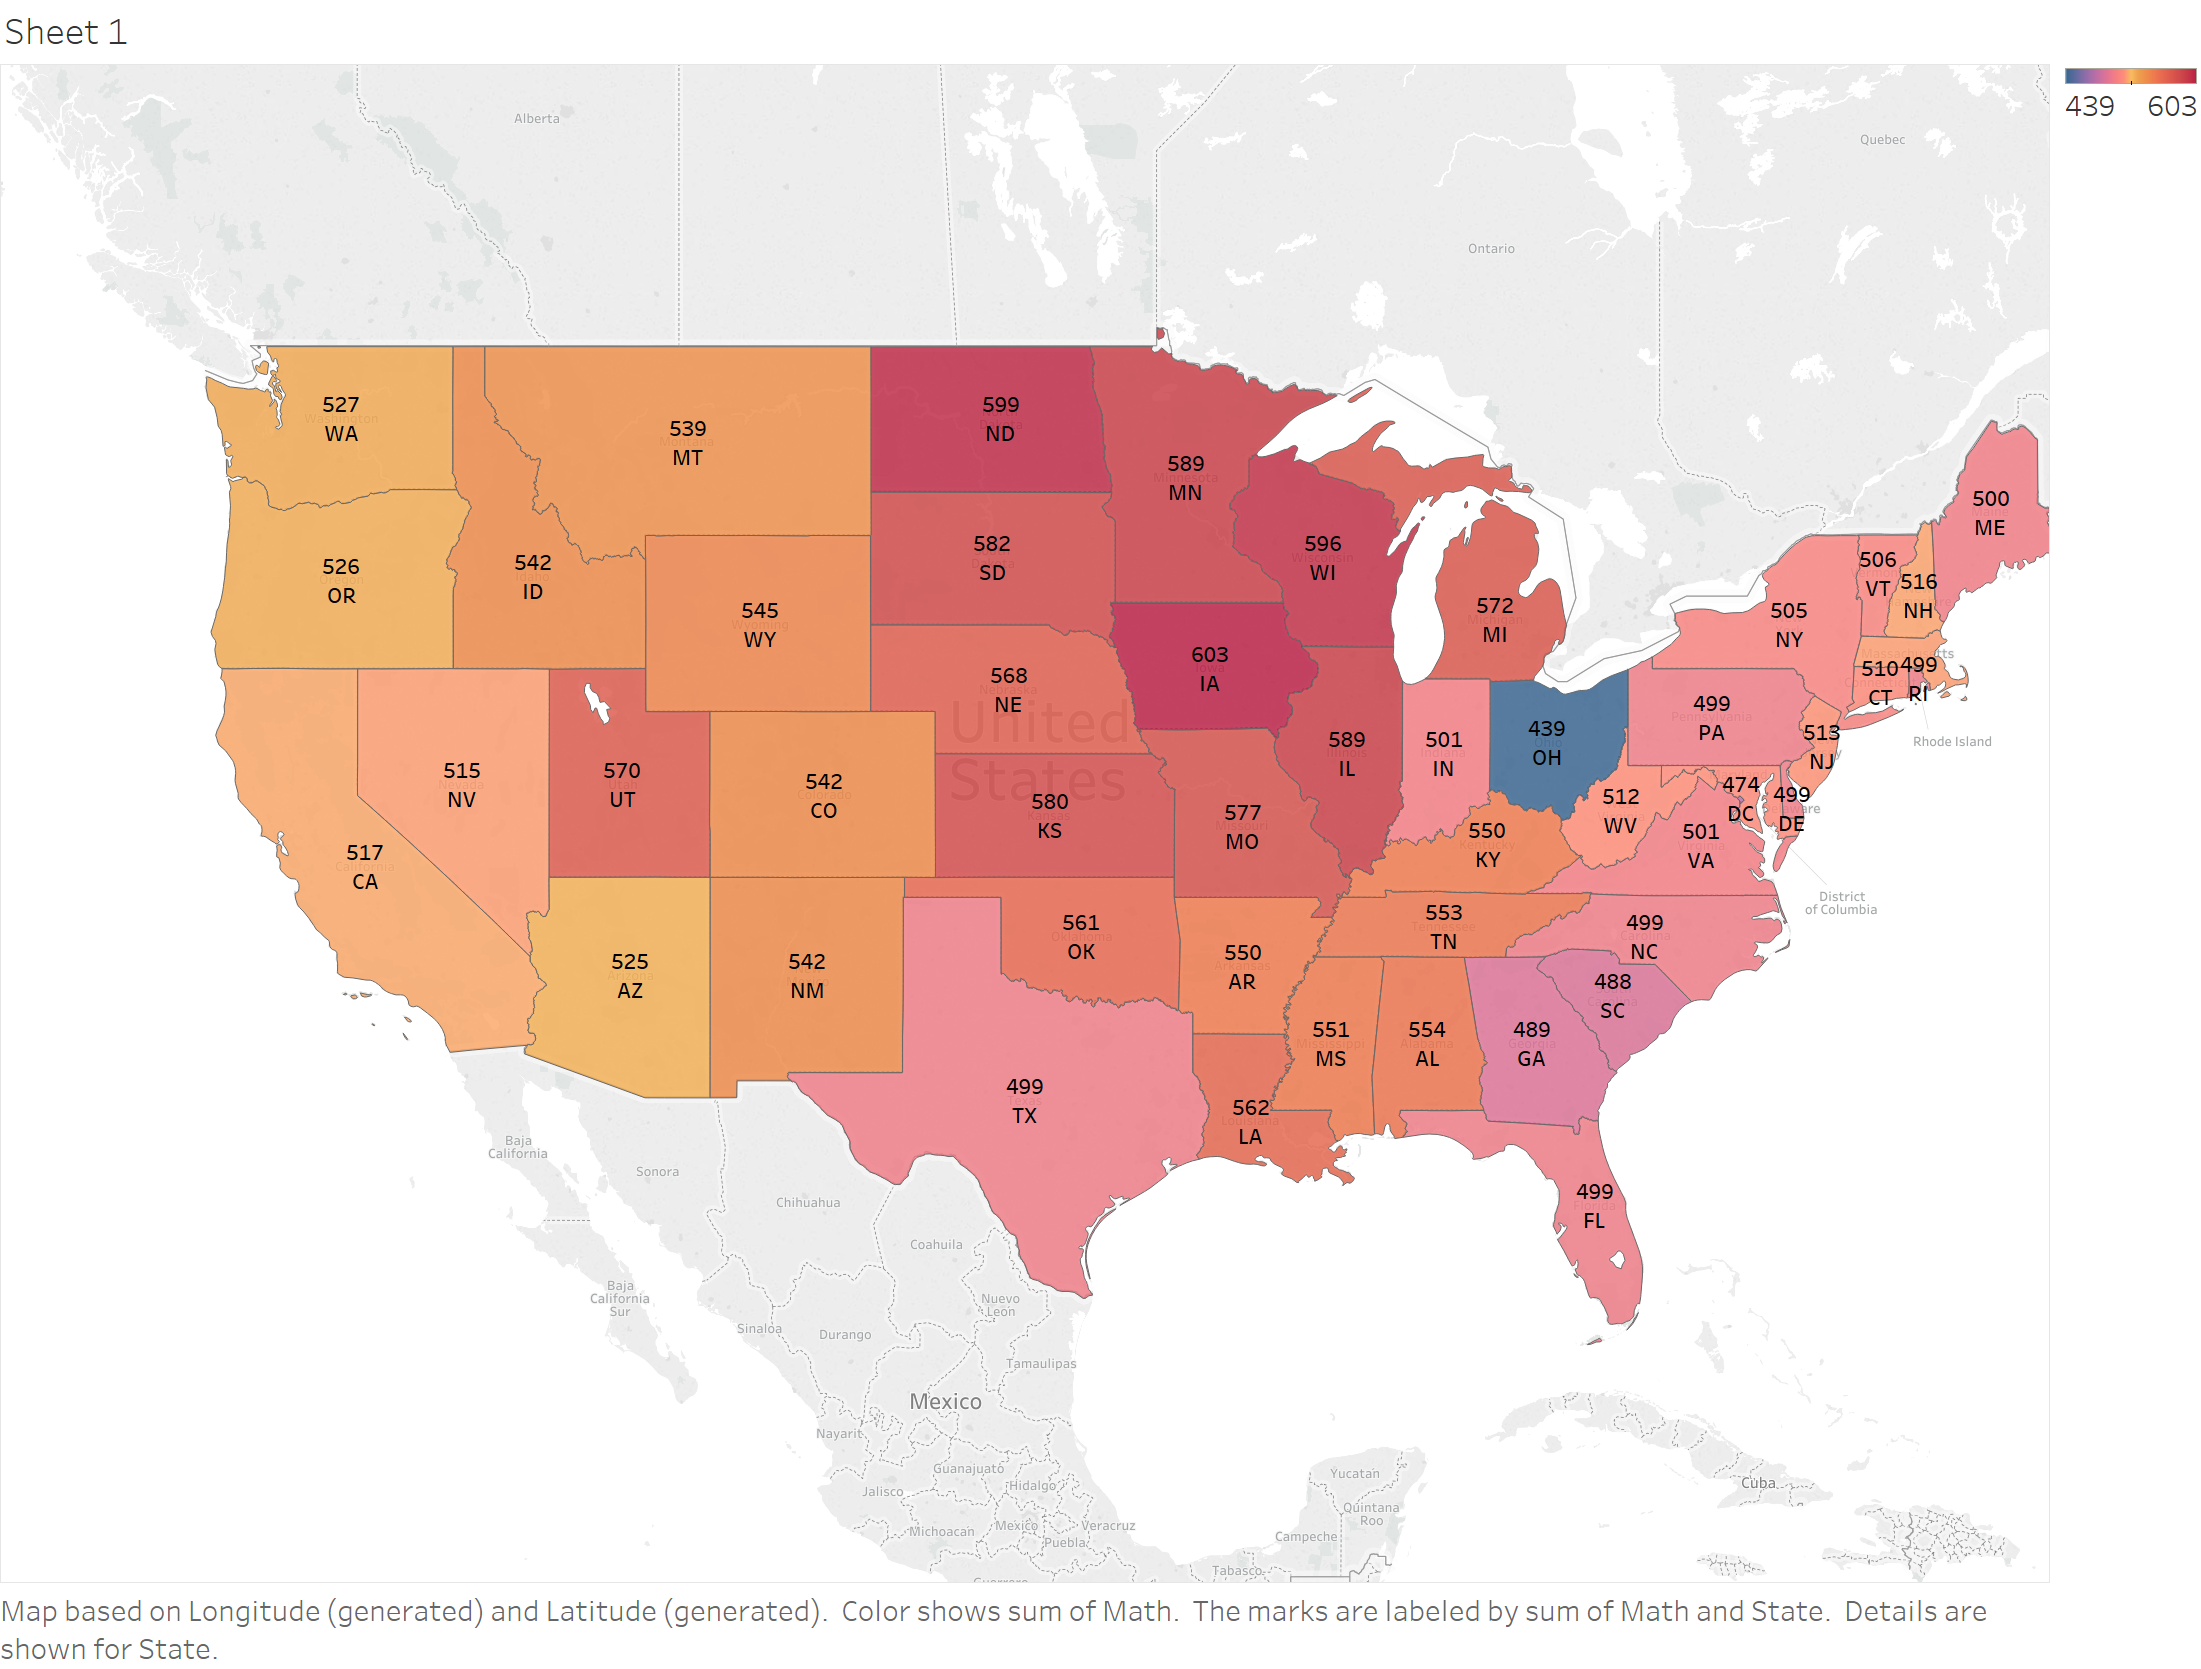 Sheet 1
439 603
Alberta
Quebec
Ontario
527
WA
539
MT
599
ND
589
MN
500
ME
526
OR
542
ID
545
WY
582
SD
596
WI
572
MI
506
VT
516
NH
505
NY
603
IA
568
NE
510
CT
499
RI
Rhode Island
499
PA
513
NJ
United
States
515
NV
570
UT
542
CO
580
KS
577
MO
589
IL
501
IN
439
OH
512
WV
474
DC
499
DE
550
KY
501
VA
517
CA
District
of Columbia
525
AZ
542
NM
561
OK
550
AR
553
TN
499
NC
488
SC
551
MS
554
AL
489
GA
499
TX
562
LA
499
FL
Baja
California
Sonora
Chihuahua
Coahuila
Baja
California
Sur
Nuevo
León
Sinaloa
Durango
Tamaulipas
Mexico
Nayarit
Guanajuato
Hidalgo
Jalisco
Michoacán
Mexico
Veracruz
Puebla
Yucatan
Quintana
Roo
Campeche
Tabasco
Cuba
Map based on Longitude (generated) and Latitude (generated). Color shows sum of Math. The marks are labeled by sum of Math and State. Details are
shown for State.